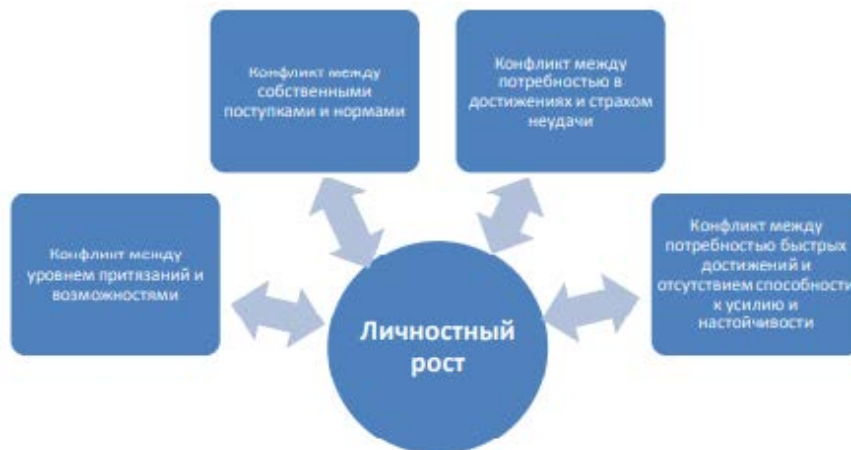 Конфликт между
собственными
поступками и нормами
Конфликт между
потребностью в
достижениях и страхом
неудачи
Конфликт между
уровнем притязаний и
возможностями
Конфликт между
потребностью быстрых
достижений и
отсутствием способности
к усилию и
настойчивости
Личностный
рост